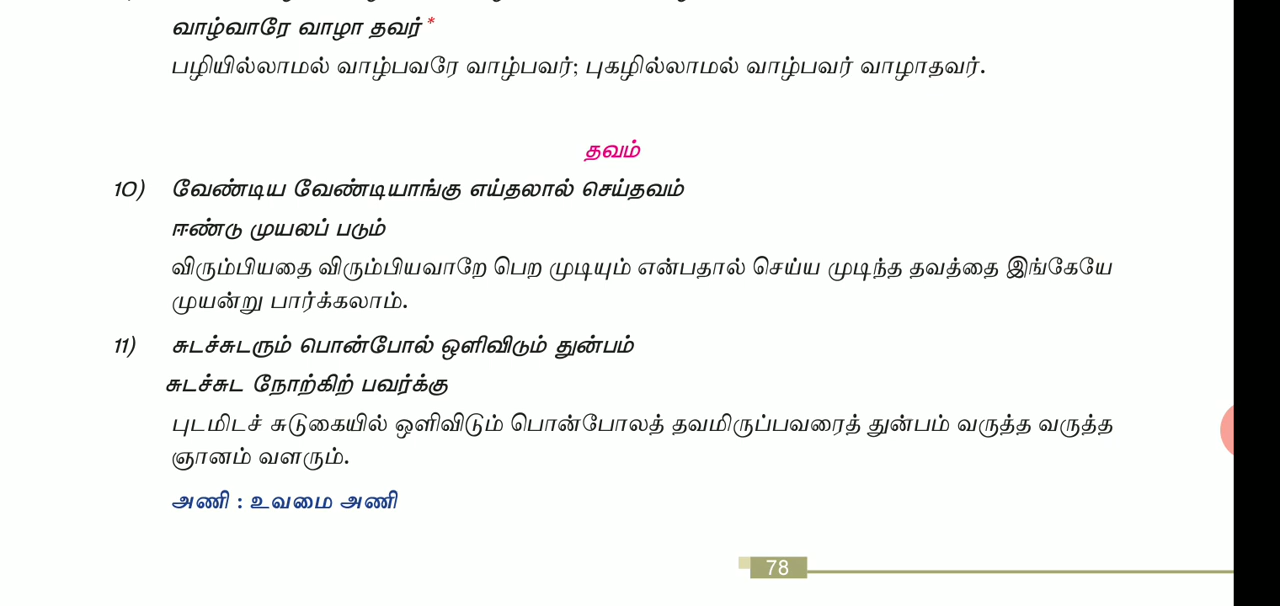 வாழ்வாரே வாழா தவர் *
பழியில்லாமல் வாழ்பவரே வாழ்பவர்; புகழில்லாமல் வாழ்பவர் வாழாதவர்.
தவம்
10) வேண்டிய வேண்டியாங்கு எய்தலால் செய்தவம்
ஈண்டு முயலப் படும்
விரும்பியதை விரும்பியவாறே பெற முடியும் என்பதால் செய்ய முடிந்த தவத்தை இங்கேயே
முயன்று பார்க்கலாம்.
11) சுடச்சுடரும் பொன்போல் ஒளிவிடும் துன்பம்
சுடச்சுட நோற்கிற் பவர்க்கு
புடமிடச் சுடுகையில் ஒளிவிடும் பொன்போலத் தவமிருப்பவரைத் துன்பம் வருத்த வருத்த
ஞானம் வளரும்.
அணி : உவமை அணி
78